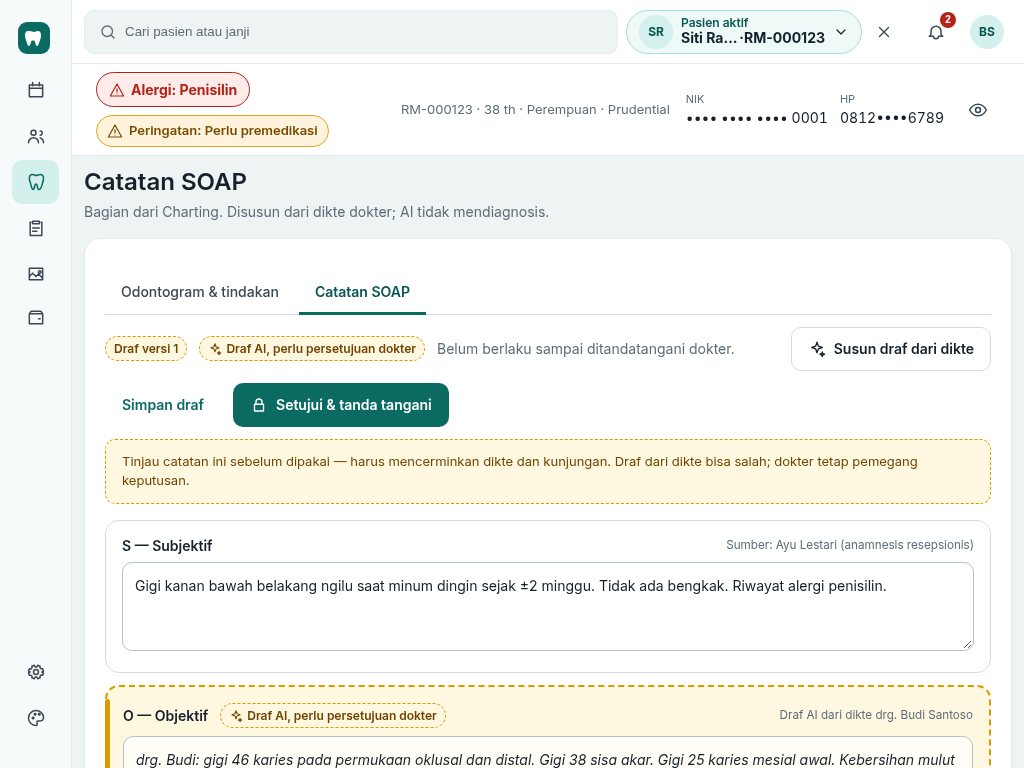 Cari pasien atau janji
SR
Pasien aktif
Siti Ra... ·RM-000123
2
BS
Alergi: Penisilin
Peringatan: Perlu premedikasi
RM-000123 · 38 th · Perempuan · Prudential
NIK
•••• •••• •••• 0001
HP
0812••••6789
Catatan SOAP
Bagian dari Charting. Disusun dari dikte dokter; AI tidak mendiagnosis.
Odontogram & tindakan
Catatan SOAP
Draf versi 1
Draf AI, perlu persetujuan dokter
Belum berlaku sampai ditandatangani dokter.
Susun draf dari dikte
Simpan draf
Setujui & tanda tangani
Tinjau catatan ini sebelum dipakai — harus mencerminkan dikte dan kunjungan. Draf dari dikte bisa salah; dokter tetap pemegang
keputusan.
S — Subjektif
Sumber: Ayu Lestari (anamnesis resepsionis)
Gigi kanan bawah belakang ngilu saat minum dingin sejak ±2 minggu. Tidak ada bengkak. Riwayat alergi penisilin.
O — Objektif
Draf AI, perlu persetujuan dokter
Draf AI dari dikte drg. Budi Santoso
drg. Budi: gigi 46 karies pada permukaan oklusal dan distal. Gigi 38 sisa akar. Gigi 25 karies mesial awal. Kebersihan mulut